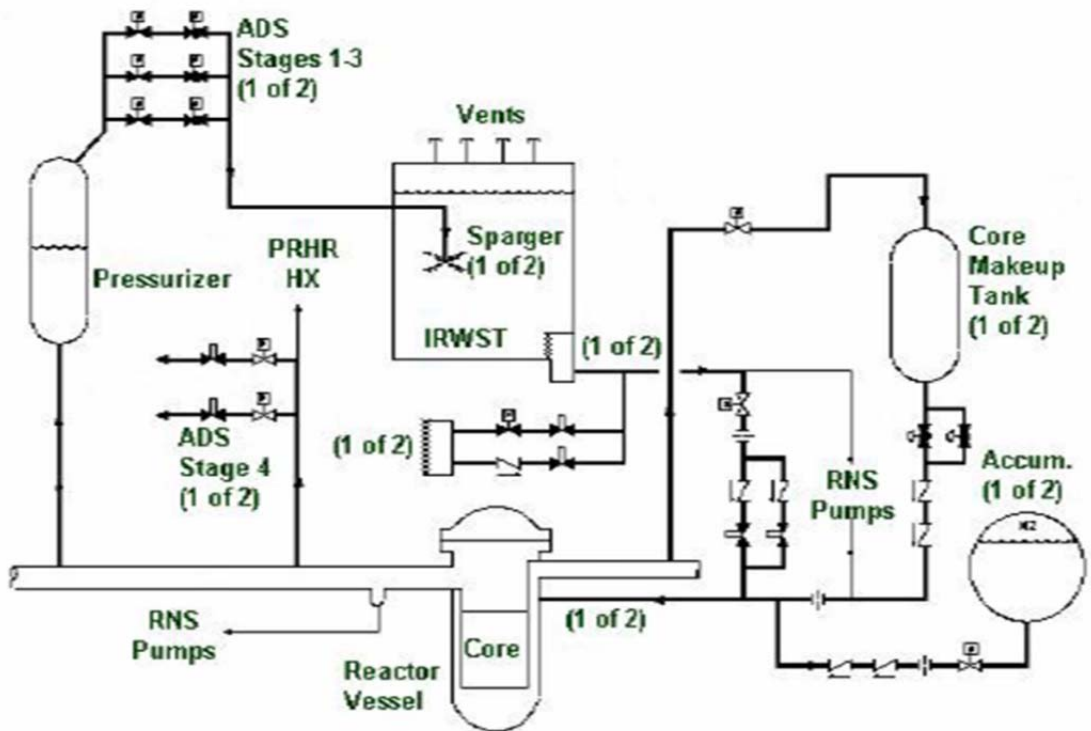 ADS
Stages 1-3
(1 of 2)
Vents
Sparger
(1 of 2)
PRHR
HX
Pressurizer
Core
Makeup
Tank
(1 of 2)
IRWST
(1 of 2)
ADS
Stage 4
(1 of 2)
(1 of 2)
RNS
Pumps
Accum.
(1 of 2)
N2
RNS
Pumps
(1 of 2)
Core
Reactor
Vessel